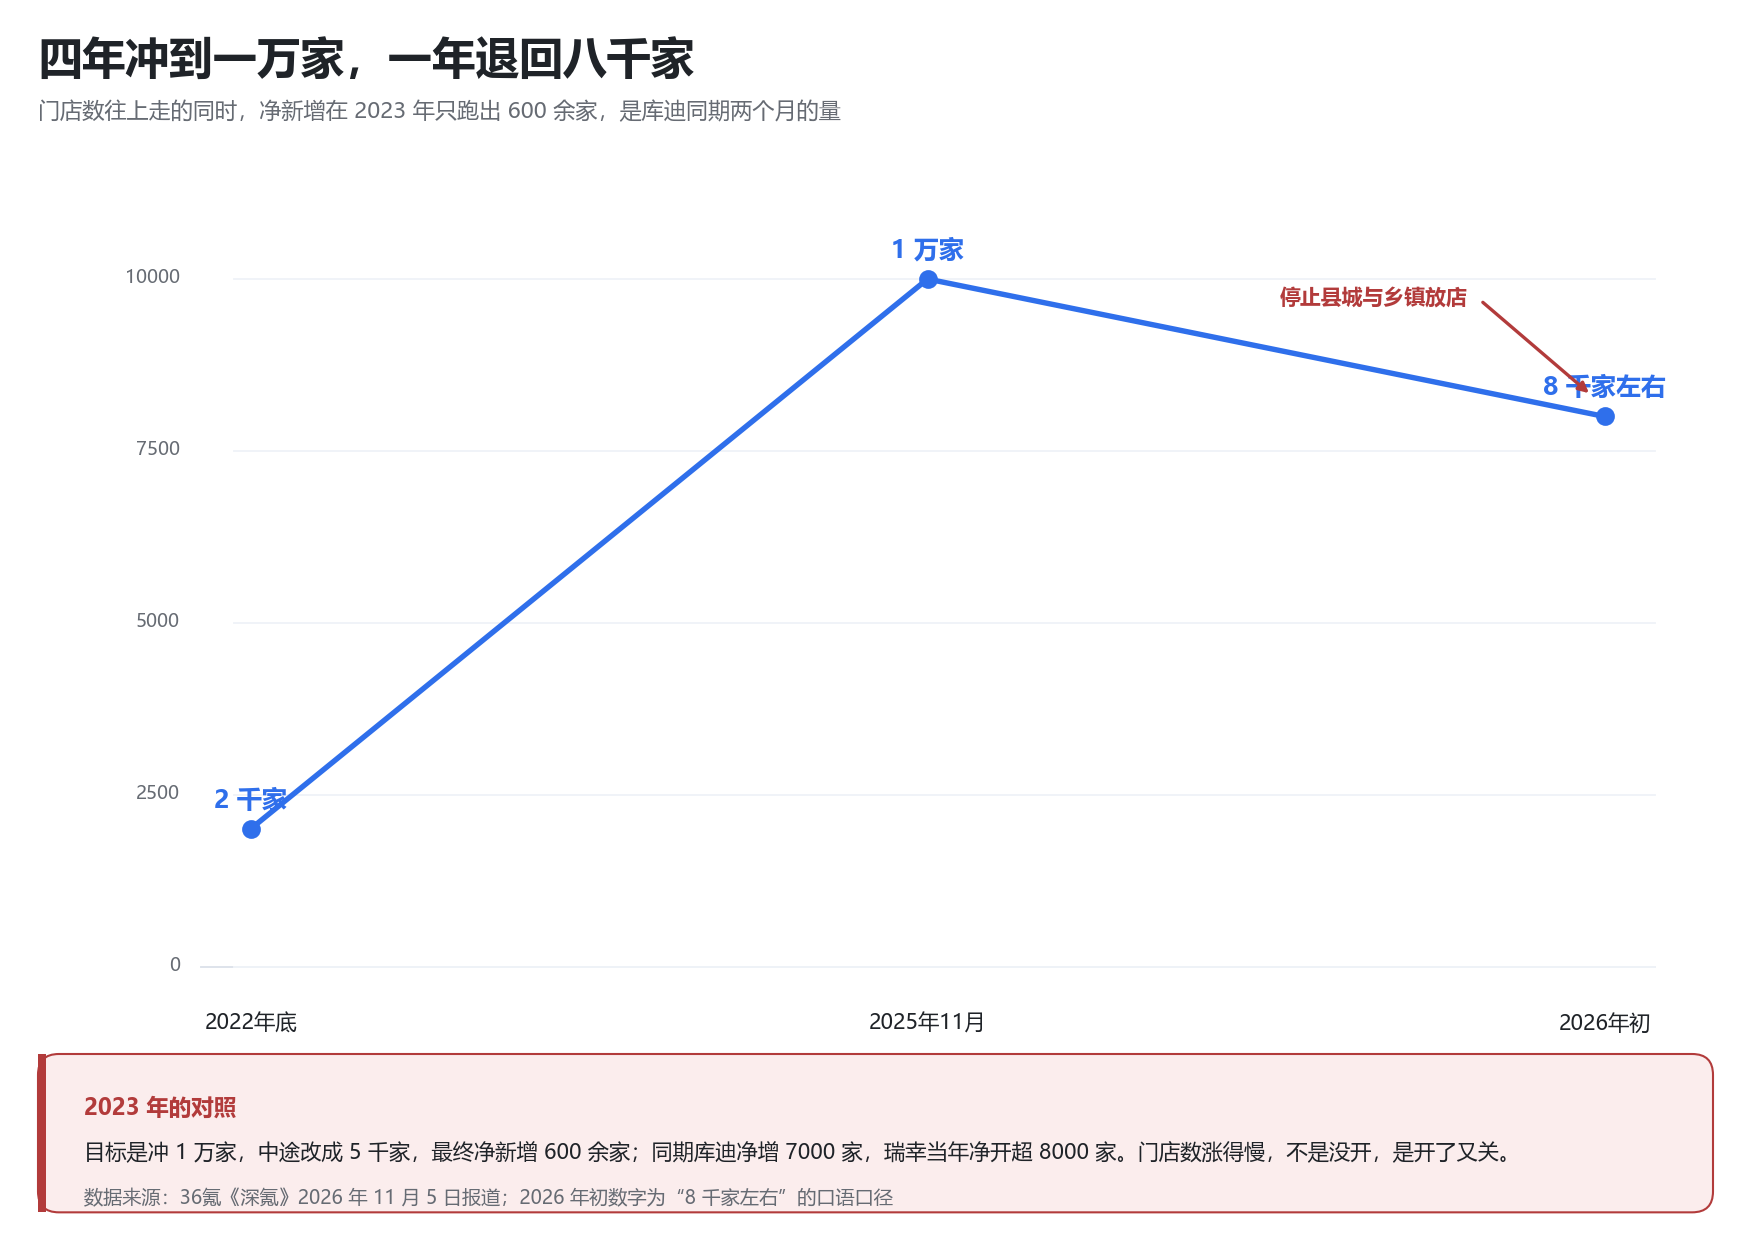 四年冲到一万家，一年退回八千家
门店数往上走的同时，净新增在 2023 年只跑出 600 余家，是库迪同期两个月的量
1 万家
10000
停止县城与乡镇放店
8 千家左右
7500
5000
2500
2 千家
0
2022年底
2025年11月
2026年初
2023 年的对照
目标是冲 1 万家，中途改成 5 千家，最终净新增 600 余家；同期库迪净增 7000 家，瑞幸当年净开超 8000 家。门店数涨得慢，不是没开，是开了又关。
数据来源：36氪《深氪》2026 年 11 月 5 日报道；2026 年初数字为“8 千家左右”的口语口径